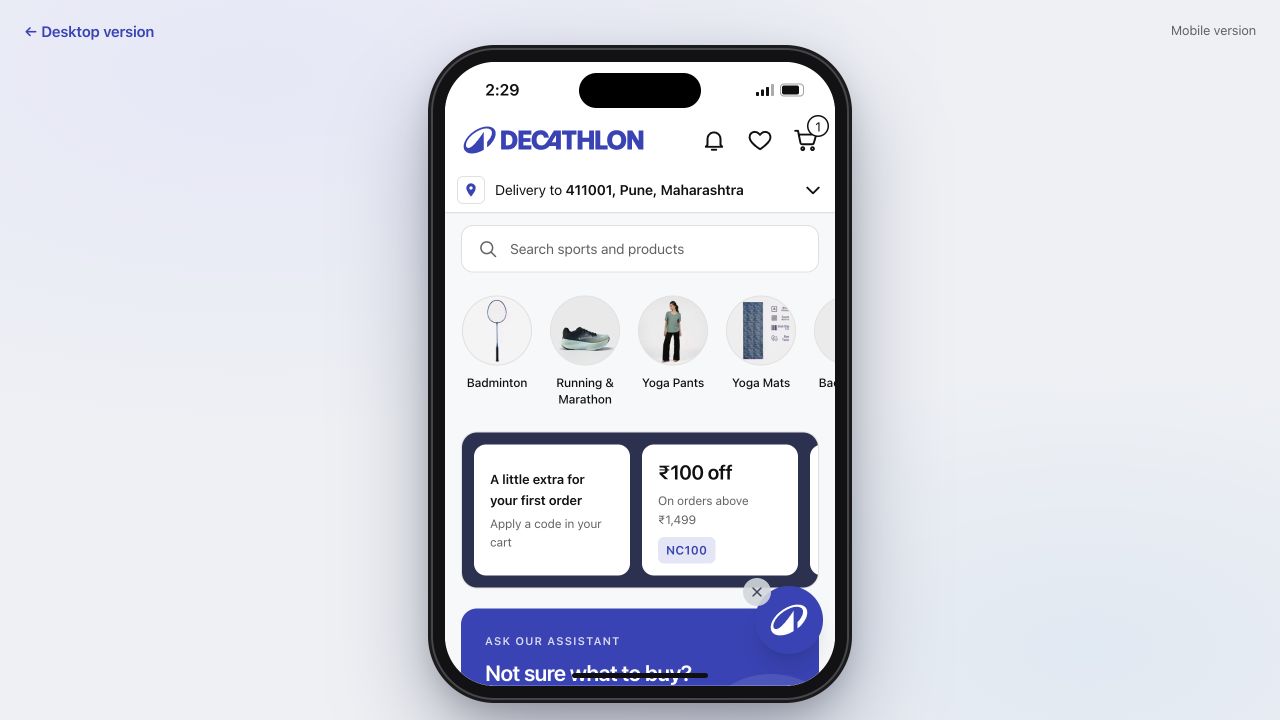 ← Desktop version
Mobile version
2:29
DECATHLON
1
Delivery to 411001, Pune, Maharashtra
Search sports and products
Badminton
Running &
Marathon
Yoga Pants
Yoga Mats
Bad
A little extra for
your first order
Apply a code in your
cart
₹100 off
On orders above
₹1,499
NC100
ASK OUR ASSISTANT
Not sure what to buy?